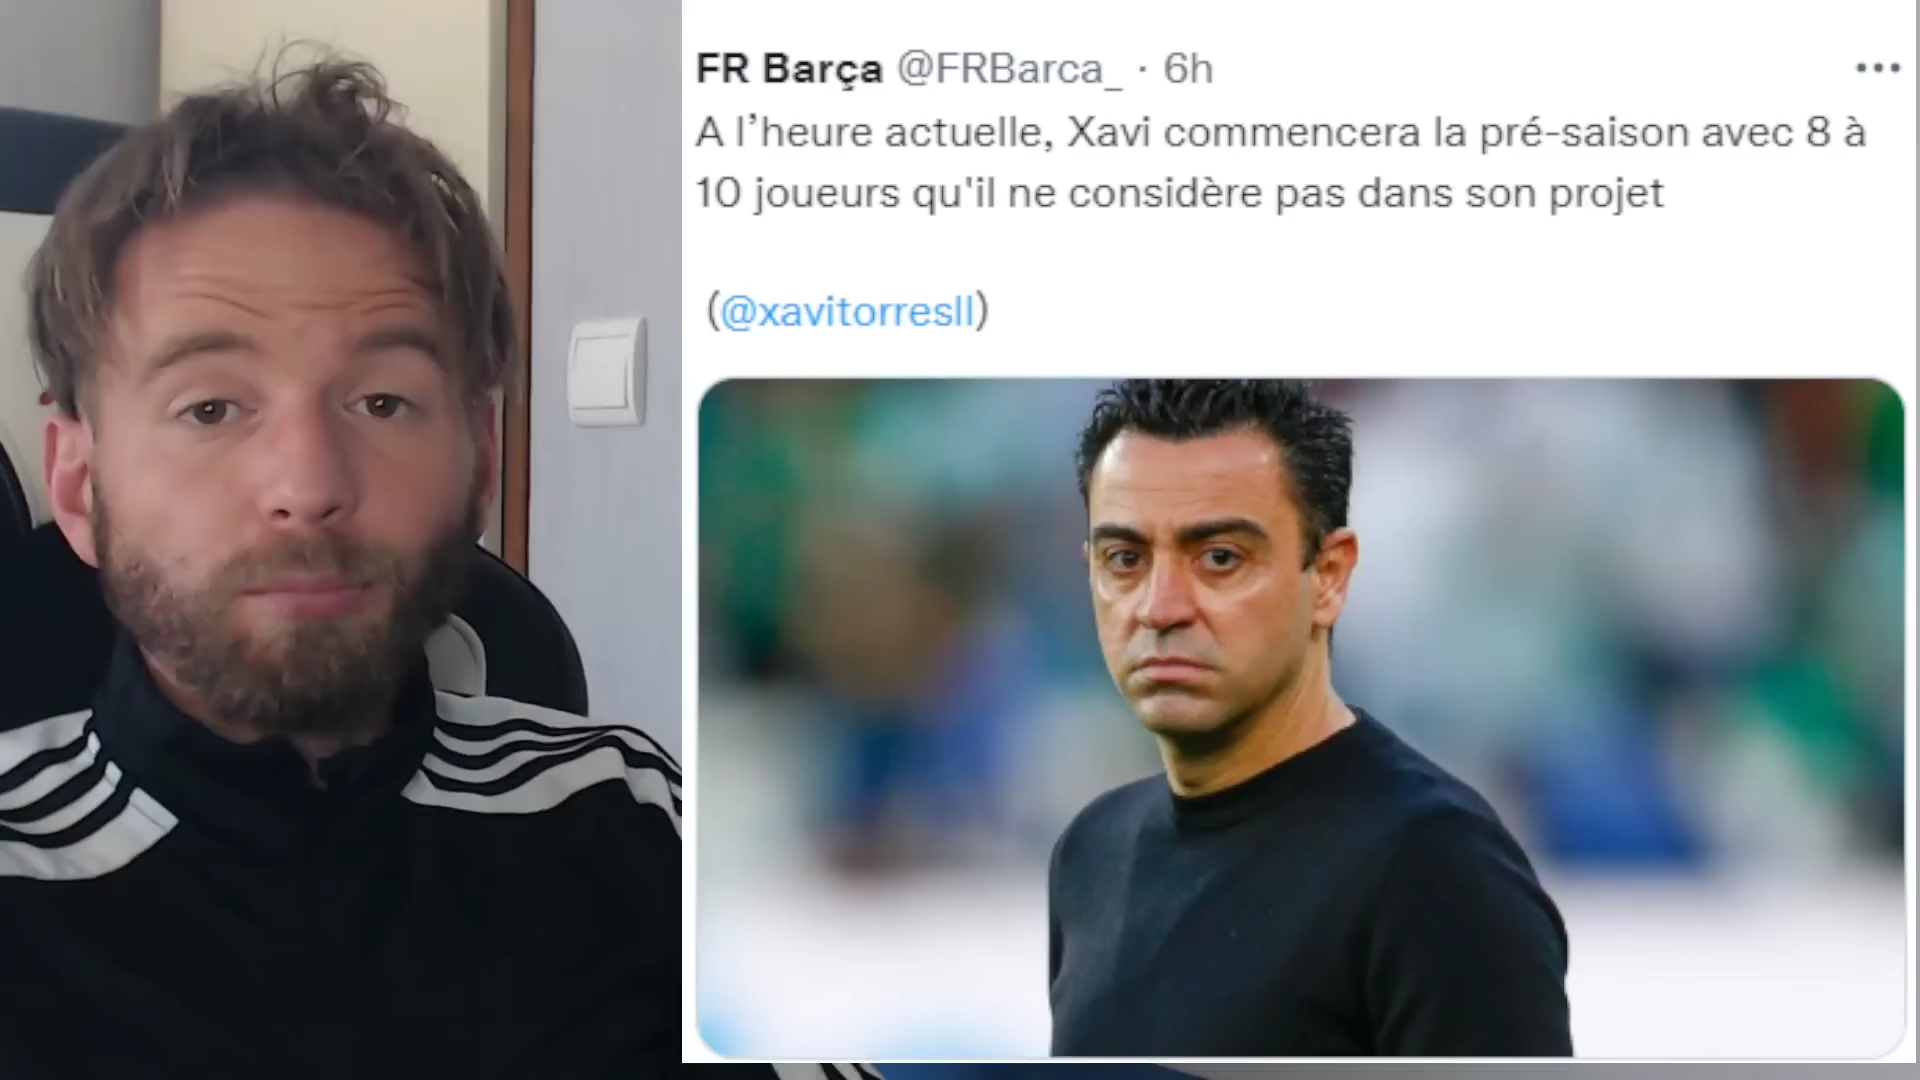 FR Barça @FRBarca_ · 6h
A l’heure actuelle, Xavi commencera la pré-saison avec 8 à
10 joueurs qu'il ne considère pas dans son projet
(@xavitorresll)